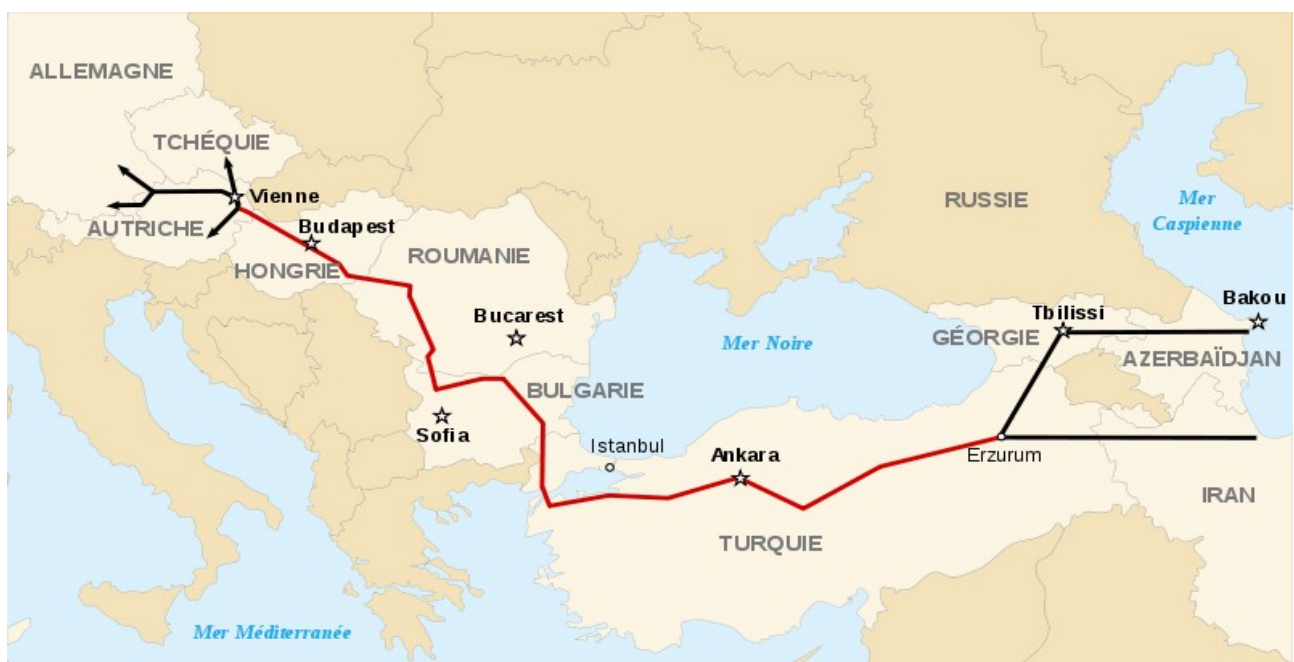 ALLEMAGNE
TCHÉQUIE
Vienne
AUTRICHE
Budapest
HONGRIE
ROUMANIE
Bucarest
BULGARIE
Sofia
Istanbul
Ankara
TURQUIE
Mer Noire
RUSSIE
Mer
Caspienne
Bakou
Tbilissi
GÉORGIE
AZERBAÏDJAN
Erzurum
IRAN
Mer Méditerranée